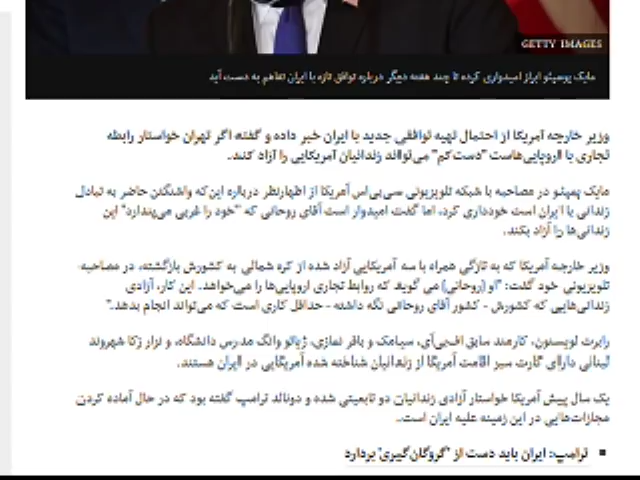 GETTY IMAGES
مایک پومپئو ابراز امیدواری کرده تا چند هفته دیگر درباره توافق تازه با ایران تفاهم به دست آید
وزیر خارجه آمریکا از احتمال تهیه توافقی جدید با ایران خبر داده و گفته اگر تهران خواستار رابطه
تجاری با اروپایی‌هاست "دست‌کم" می‌تواند زندانیان آمریکایی را آزاد کند.
مایک پمپئو در مصاحبه با شبکه تلویزیونی سی‌بی‌اس آمریکا از اظهارنظر درباره این‌که واشنگتن حاضر به تبادل
زندانی با ایران است خودداری کرد، اما گفت امیدوار است آقای روحانی که "خود را غربی می‌پندارد" این
زندانی‌ها را آزاد بکند.
وزیر خارجه آمریکا که به تازگی همراه با سه آمریکایی آزاد شده از کره شمالی به کشورش بازگشته، در مصاحبه
تلویزیونی خود گفت: "او (روحانی) می گوید که روابط تجاری اروپایی‌ها را می‌خواهد. این کار، آزادی
زندانی‌هایی که کشورش - کشور آقای روحانی نگه داشته - حداقل کاری است که می‌تواند انجام بدهد."
رابرت لوینسون، کارمند سابق اف‌بی‌آی، سیامک و باقر نمازی، ژیائو وانگ مدرس دانشگاه، و نزار زکا شهروند
لبنانی دارای کارت سبز اقامت آمریکا از زندانیان شناخته شده آمریکایی در ایران هستند.
یک سال پیش آمریکا خواستار آزادی زندانیان دو تابعیتی شده و دونالد ترامپ گفته بود که در حال آماده کردن
مجازات‌هایی در این زمینه علیه ایران است.
ترامپ: ایران باید دست از 'گروگان‌گیری' بردارد